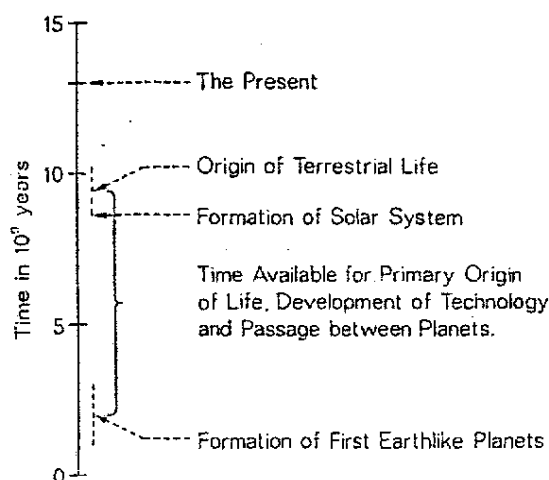 15
The Present
Time in 10⁹ years
10
Origin of Terrestrial Life
Formation of Solar System
Time Available for Primary Origin
of Life, Development of Technology
and Passage between Planets.
5
Formation of First Earthlike Planets
0